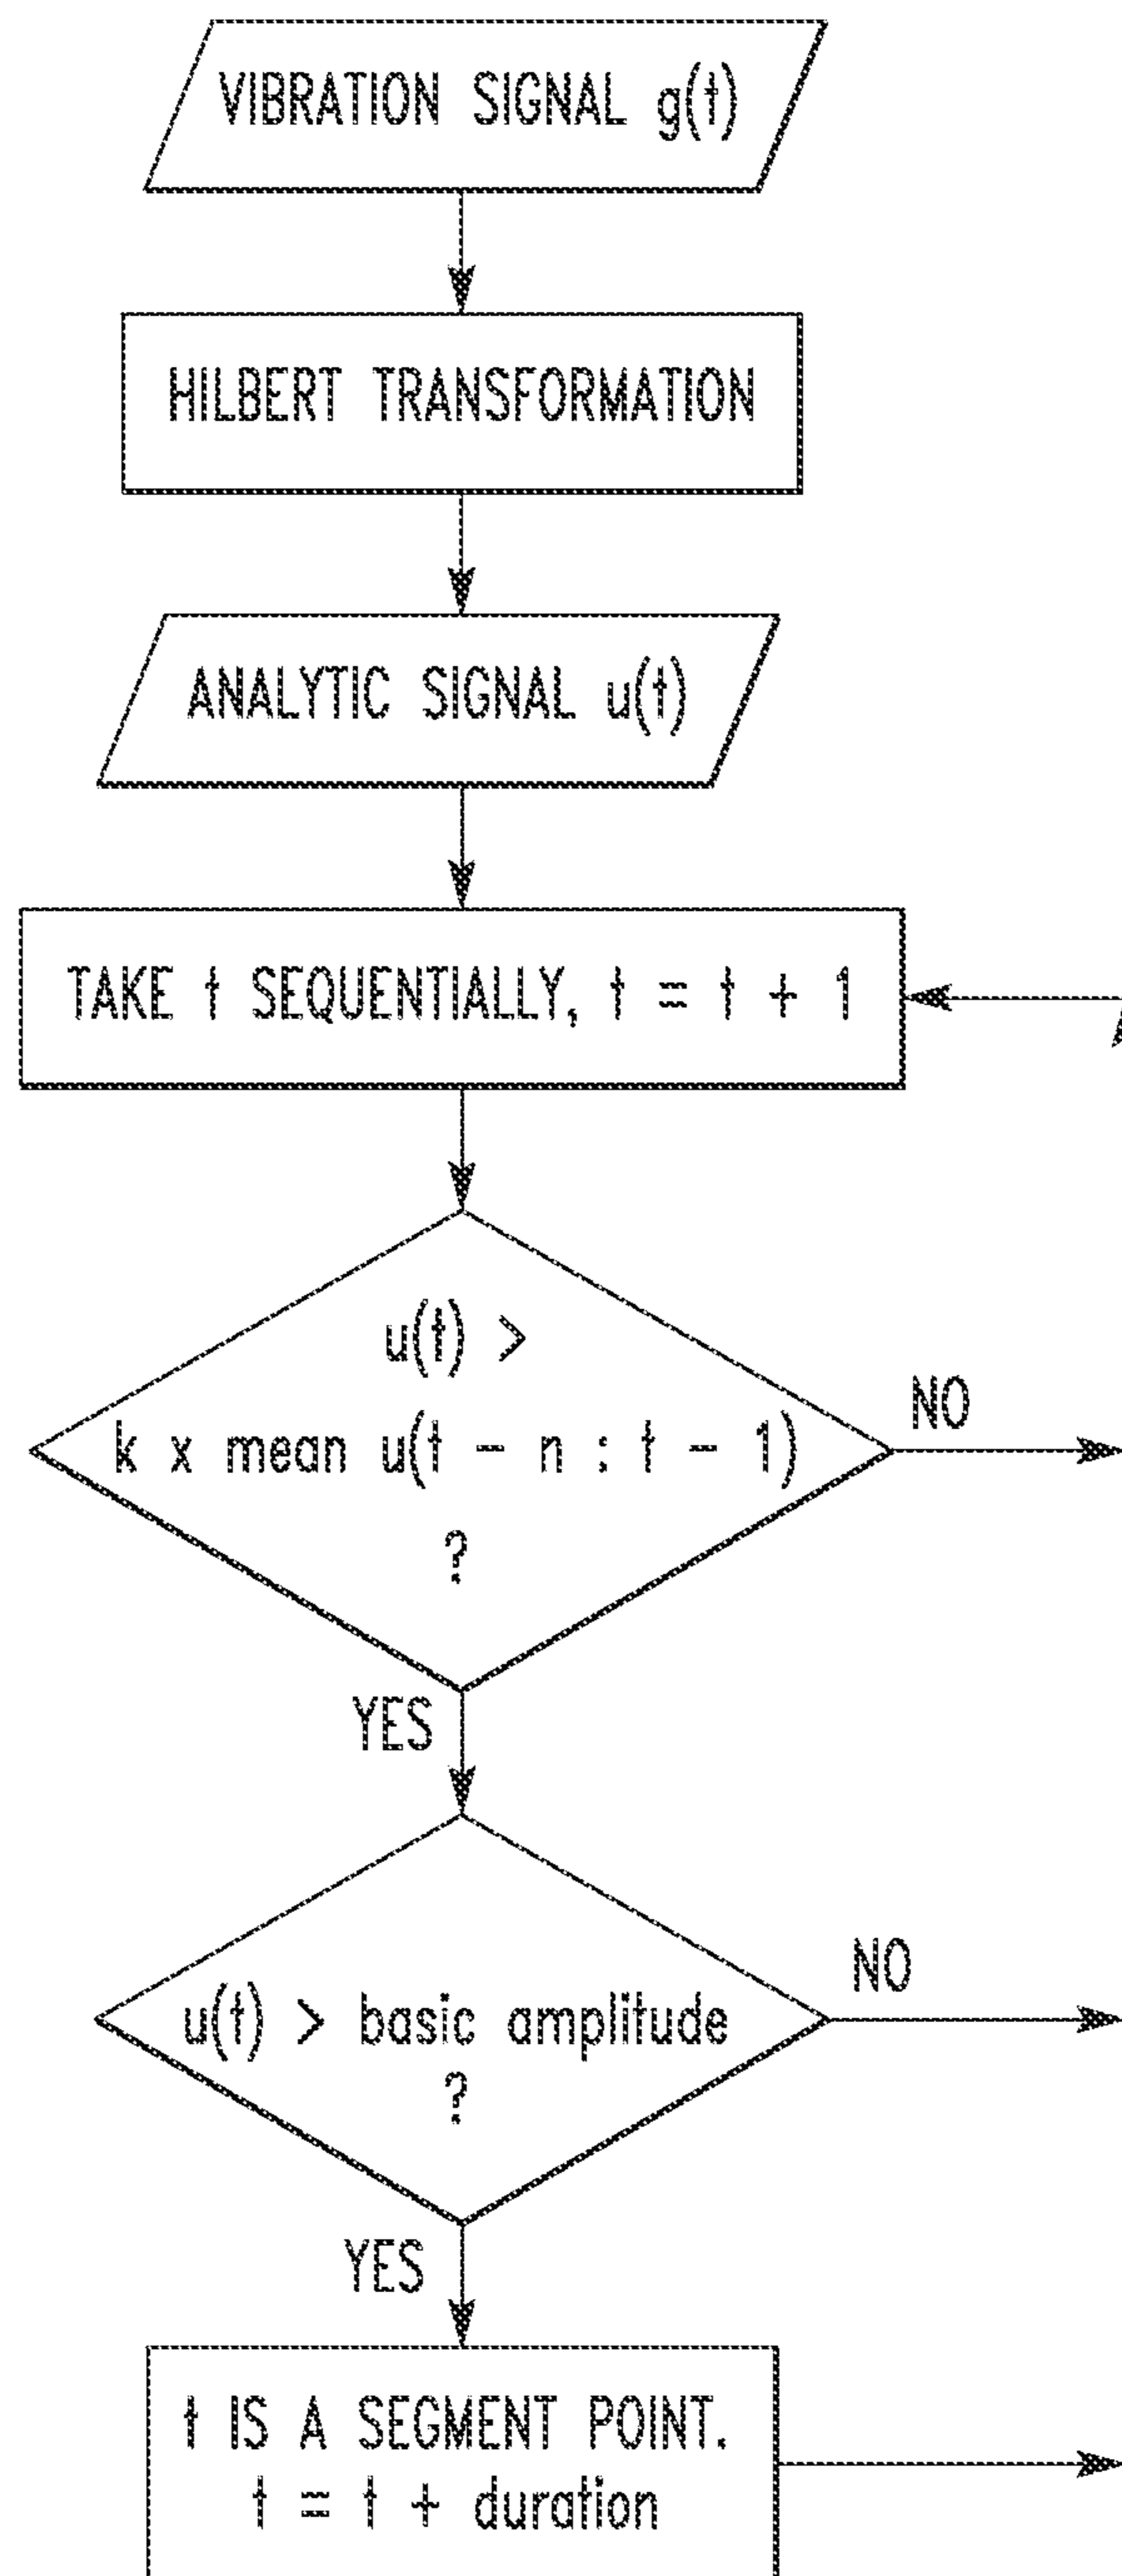 VIBRATION SIGNAL g(t)
HILBERT TRANSFORMATION
ANALYTIC SIGNAL u(t)
TAKE t SEQUENTIALLY, t = t + 1
u(t) >
k x mean u(t - n : t - 1)
?
NO
YES
u(t) > basic amplitude
?
NO
YES
t IS A SEGMENT POINT.
t = t + duration